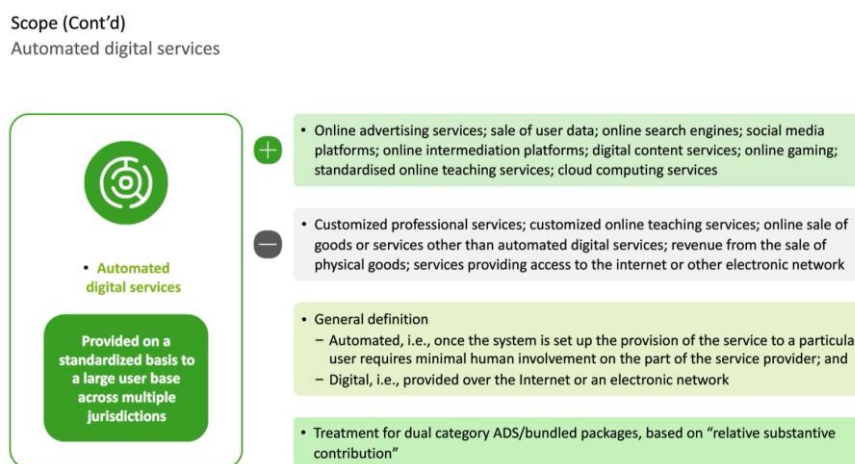 Scope (Cont’d)
Automated digital services
• Automated
digital services
Provided on a
standardized basis to
a large user base
across multiple
jurisdictions
• Online advertising services; sale of user data; online search engines; social media
platforms; online intermediation platforms; digital content services; online gaming;
standardised online teaching services; cloud computing services
• Customized professional services; customized online teaching services; online sale of
goods or services other than automated digital services; revenue from the sale of
physical goods; services providing access to the internet or other electronic network
• General definition
– Automated, i.e., once the system is set up the provision of the service to a particula
user requires minimal human involvement on the part of the service provider; and
– Digital, i.e., provided over the Internet or an electronic network
• Treatment for dual category ADS/bundled packages, based on “relative substantive
contribution”